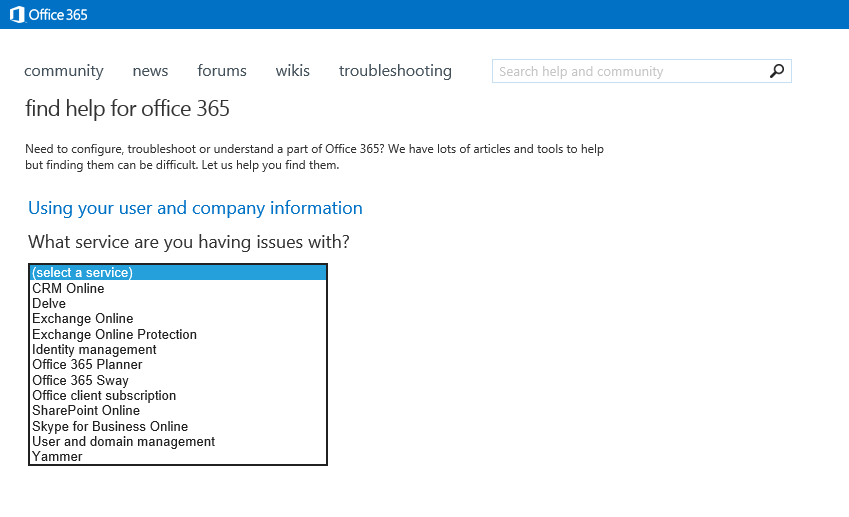 Office 365
community news forums wikis troubleshooting Search help and community
find help for office 365
Need to configure, troubleshoot or understand a part of Office 365? We have lots of articles and tools to help
but finding them can be difficult. Let us help you find them.
Using your user and company information
What service are you having issues with?
(select a service)
CRM Online
Delve
Exchange Online
Exchange Online Protection
Identity management
Office 365 Planner
Office 365 Sway
Office client subscription
SharePoint Online
Skype for Business Online
User and domain management
Yammer